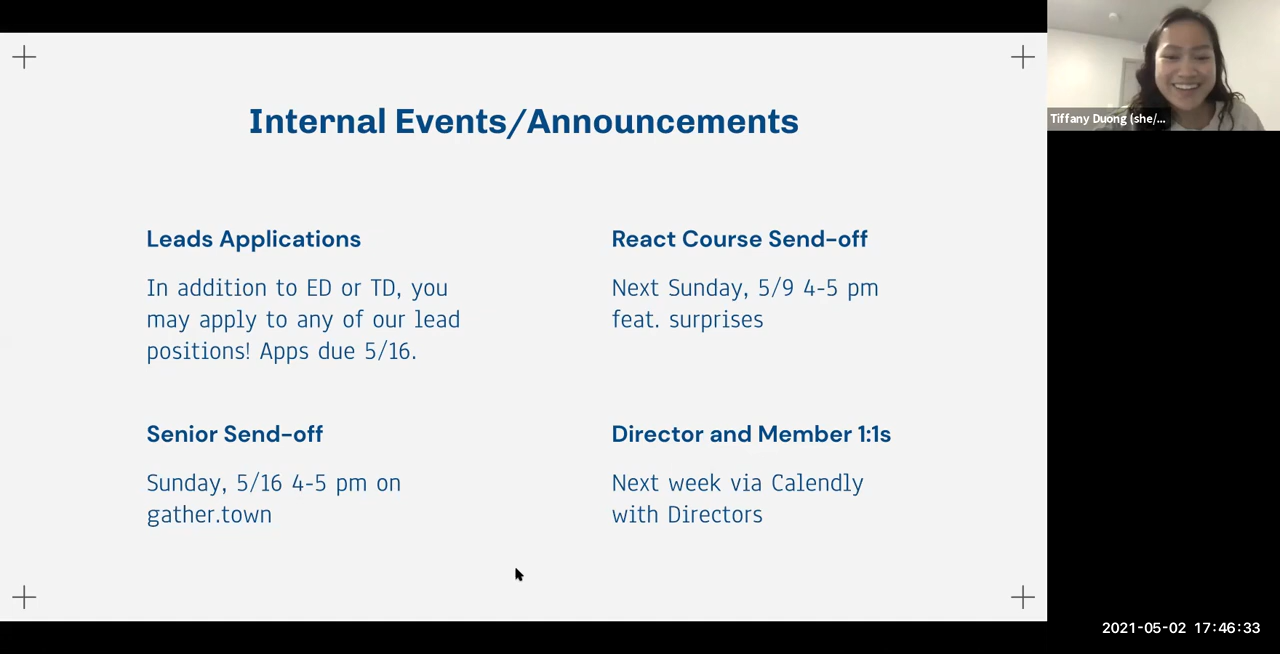 Internal Events/Announcements
Leads Applications
In addition to ED or TD, you
may apply to any of our lead
positions! Apps due 5/16.
React Course Send-off
Next Sunday, 5/9 4-5 pm
feat. surprises
Senior Send-off
Sunday, 5/16 4-5 pm on
gather.town
Director and Member 1:1s
Next week via Calendly
with Directors
Tiffany Duong (she/...
2021-05-02 17:46:33